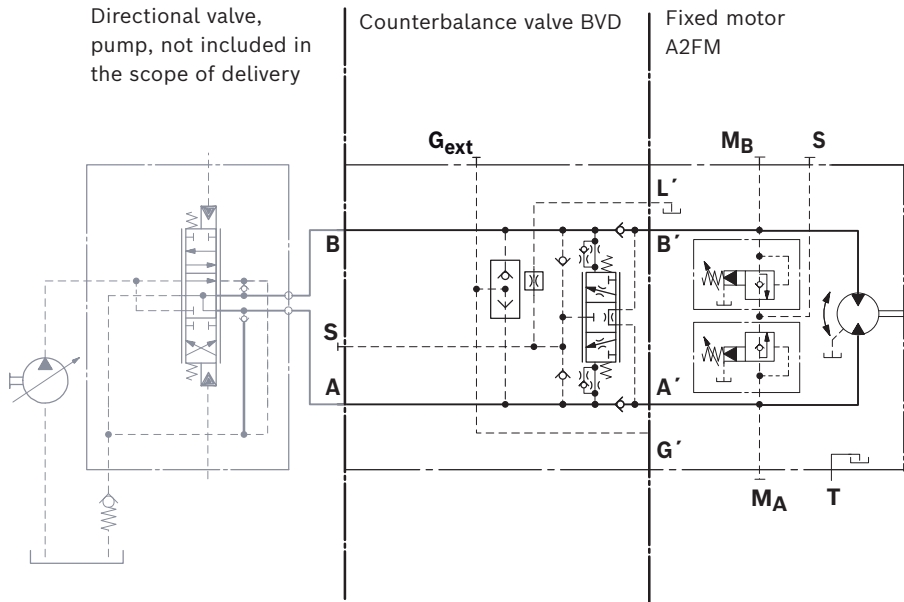 Directional valve,
pump, not included in
the scope of delivery
Counterbalance valve BVD
Fixed motor
A2FM
Gext
MB
S
L´
B
B´
S
A
A´
G´
MA
T